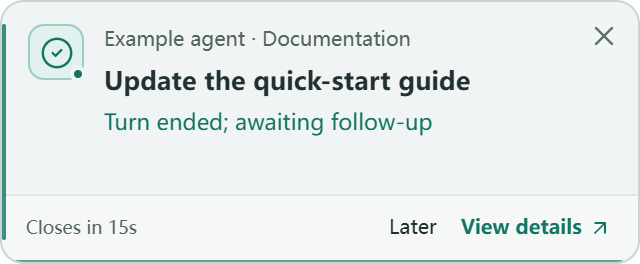 Example agent · Documentation
Update the quick-start guide
Turn ended; awaiting follow-up
Closes in 15s
Later
View details